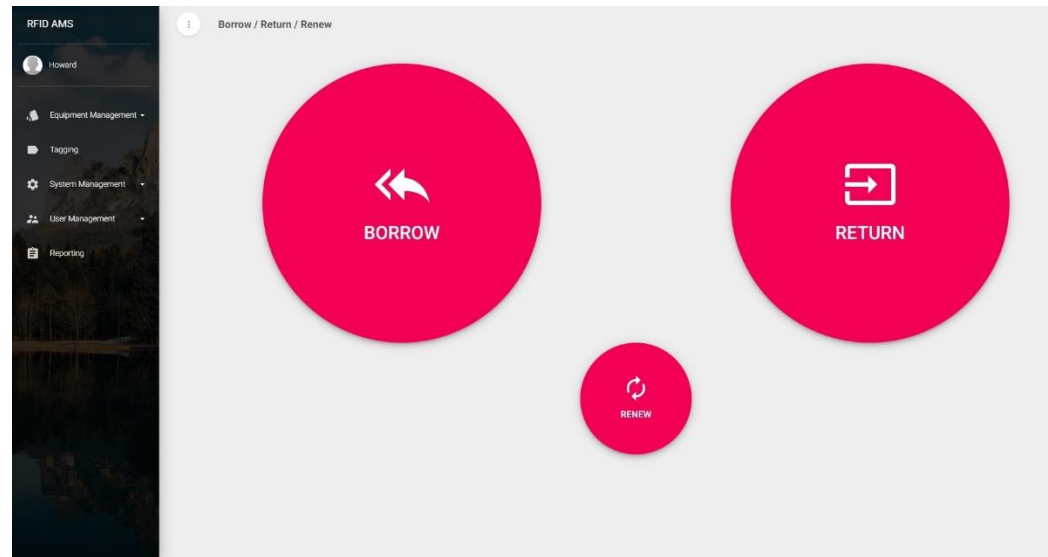 RFID AMS
Howard
Equipment Management
Tagging
System Management
User Management
Reporting
Borrow / Return / Renew
BORROW
RETURN
RENEW